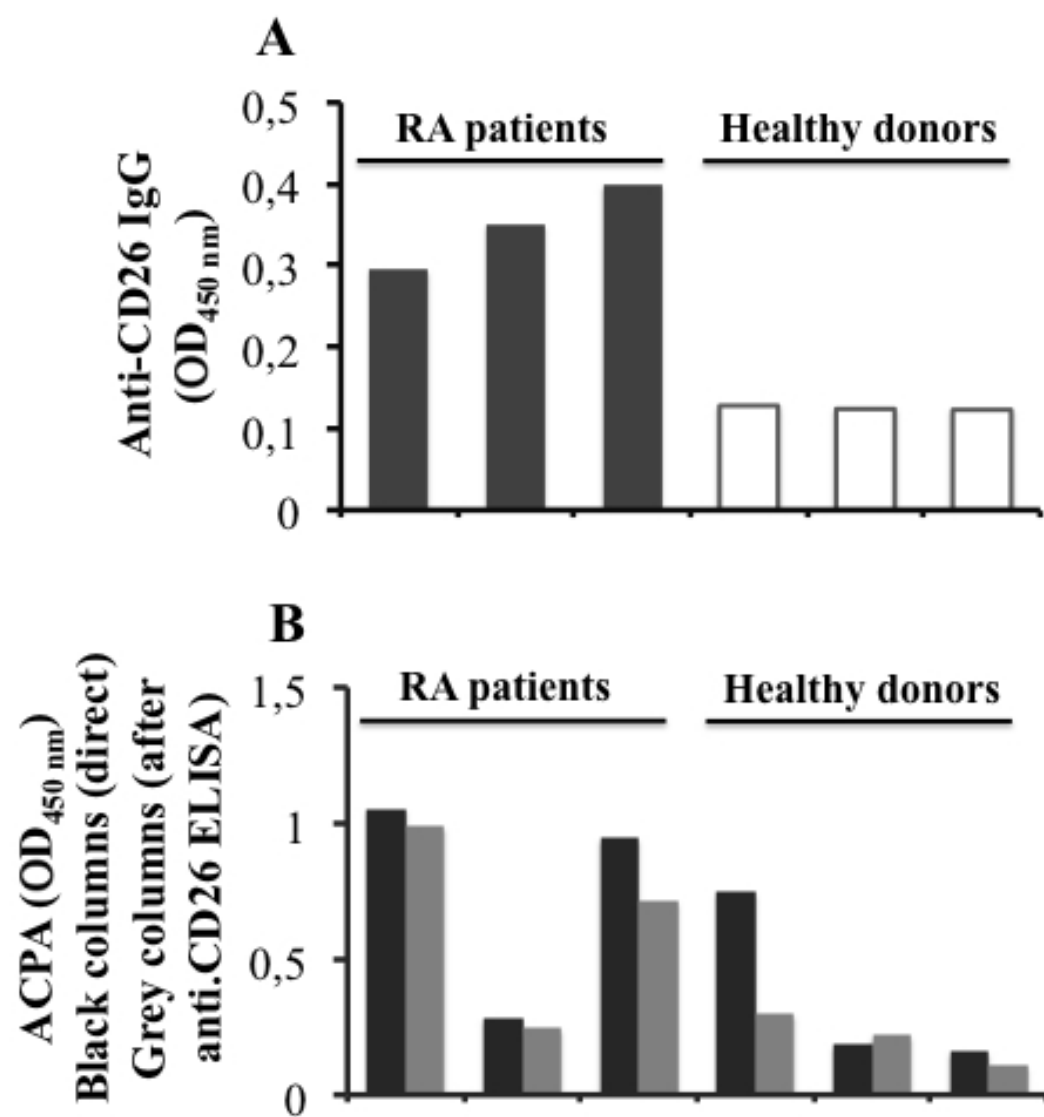 A
Anti-CD26 IgG
(OD450 nm)
0,5
0,4
0,3
0,2
0,1
0
RA patients
Healthy donors
B
ACPA (OD450 nm)
Black columns (direct)
Grey columns (after
anti.CD26 ELISA)
1,5
1
0,5
0
RA patients
Healthy donors